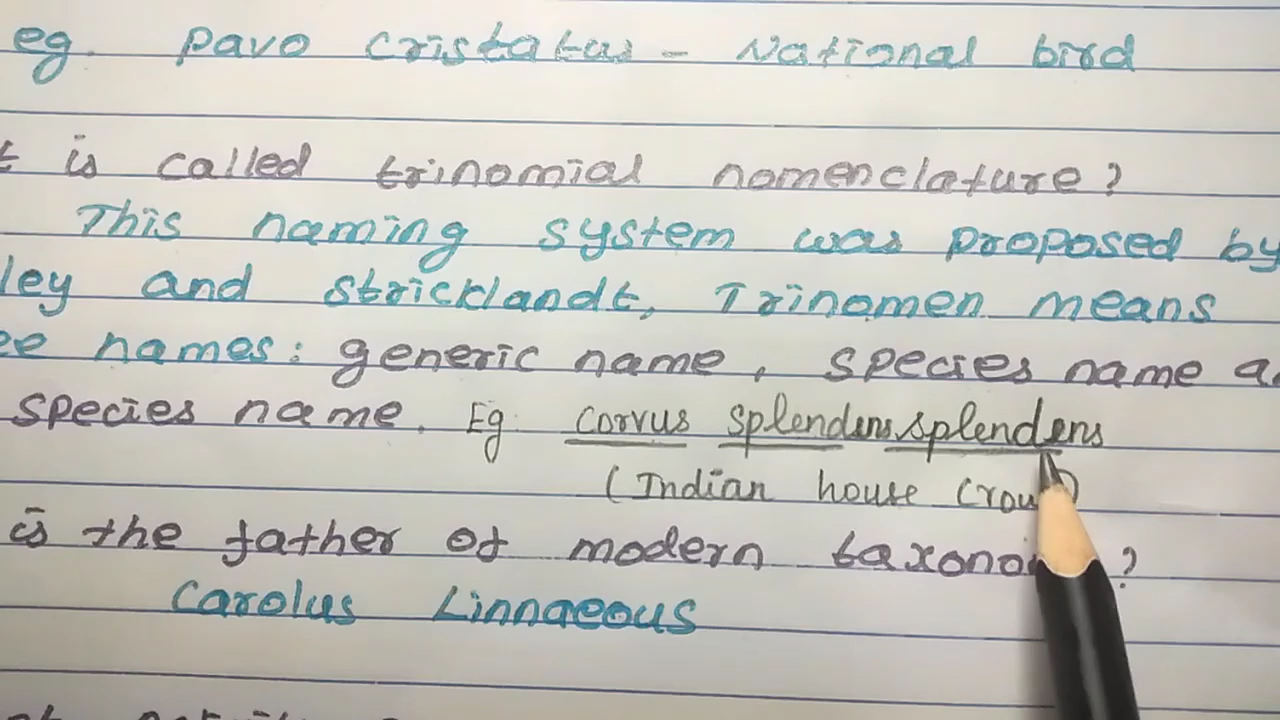 eg. Pavo cristatus - National bird
is called trinomial nomenclature?
This naming system was proposed by
ley and stricklandt, Trinomen means
ee names: generic name, species name a
species name. Eg. corvus splendens splendens
(Indian house crow)
is the father of modern taxono ?
Carolus Linnaeous